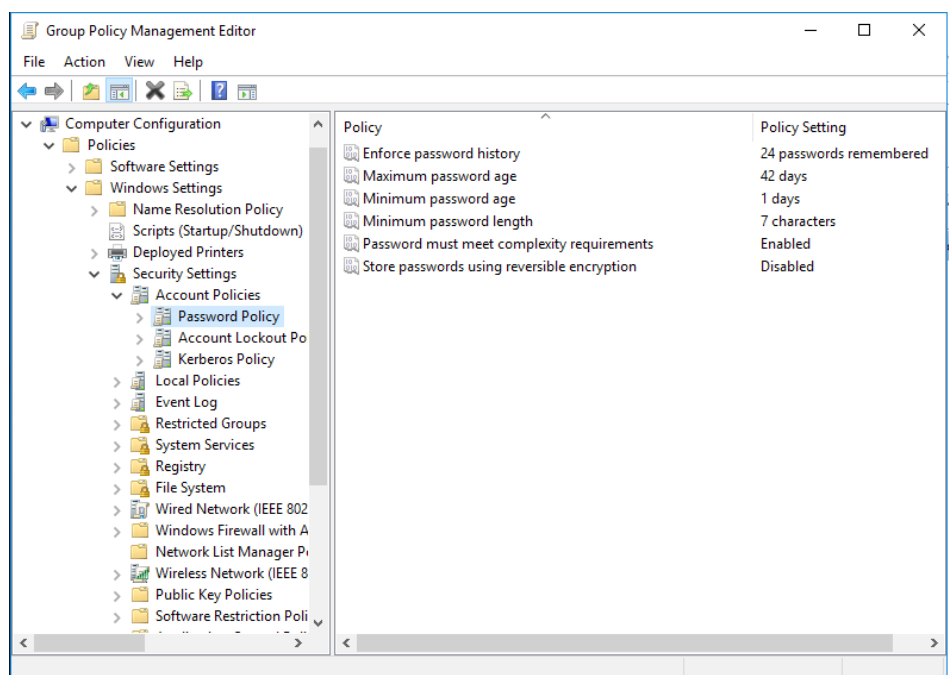 Group Policy Management Editor
File Action View Help
Computer Configuration
Policies
Software Settings
Windows Settings
Name Resolution Policy
Scripts (Startup/Shutdown)
Deployed Printers
Security Settings
Account Policies
Password Policy
Account Lockout Po
Kerberos Policy
Local Policies
Event Log
Restricted Groups
System Services
Registry
File System
Wired Network (IEEE 802
Windows Firewall with A
Network List Manager P
Wireless Network (IEEE 8
Public Key Policies
Software Restriction Poli
Policy Policy Setting
Enforce password history 24 passwords remembered
Maximum password age 42 days
Minimum password age 1 days
Minimum password length 7 characters
Password must meet complexity requirements Enabled
Store passwords using reversible encryption Disabled